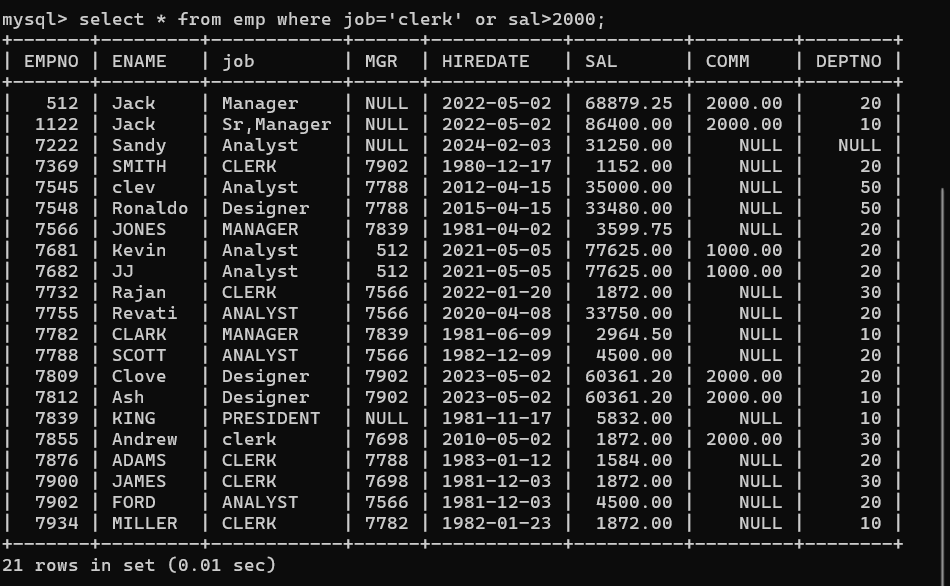 mysql> select * from emp where job='clerk' or sal>2000;
+-------+---------+------------+------+------------+----------+---------+--------+
| EMPNO | ENAME   | job        | MGR  | HIREDATE   | SAL      | COMM    | DEPTNO |
+-------+---------+------------+------+------------+----------+---------+--------+
|   512 | Jack    | Manager    | NULL | 2022-05-02 | 68879.25 | 2000.00 |     20 |
|  1122 | Jack    | Sr,Manager | NULL | 2022-05-02 | 86400.00 | 2000.00 |     10 |
|  7222 | Sandy   | Analyst    | NULL | 2024-02-03 | 31250.00 |    NULL |   NULL |
|  7369 | SMITH   | CLERK      | 7902 | 1980-12-17 |  1152.00 |    NULL |     20 |
|  7545 | clev    | Analyst    | 7788 | 2012-04-15 | 35000.00 |    NULL |     50 |
|  7548 | Ronaldo | Designer   | 7788 | 2015-04-15 | 33480.00 |    NULL |     50 |
|  7566 | JONES   | MANAGER    | 7839 | 1981-04-02 |  3599.75 |    NULL |     20 |
|  7681 | Kevin   | Analyst    |  512 | 2021-05-05 | 77625.00 | 1000.00 |     20 |
|  7682 | JJ      | Analyst    |  512 | 2021-05-05 | 77625.00 | 1000.00 |     20 |
|  7732 | Rajan   | CLERK      | 7566 | 2022-01-20 |  1872.00 |    NULL |     30 |
|  7755 | Revati  | ANALYST    | 7566 | 2020-04-08 | 33750.00 |    NULL |     20 |
|  7782 | CLARK   | MANAGER    | 7839 | 1981-06-09 |  2964.50 |    NULL |     10 |
|  7788 | SCOTT   | ANALYST    | 7566 | 1982-12-09 |  4500.00 |    NULL |     20 |
|  7809 | Clove   | Designer   | 7902 | 2023-05-02 | 60361.20 | 2000.00 |     20 |
|  7812 | Ash     | Designer   | 7902 | 2023-05-02 | 60361.20 | 2000.00 |     10 |
|  7839 | KING    | PRESIDENT  | NULL | 1981-11-17 |  5832.00 |    NULL |     10 |
|  7855 | Andrew  | clerk      | 7698 | 2010-05-02 |  1872.00 | 2000.00 |     30 |
|  7876 | ADAMS   | CLERK      | 7788 | 1983-01-12 |  1584.00 |    NULL |     20 |
|  7900 | JAMES   | CLERK      | 7698 | 1981-12-03 |  1872.00 |    NULL |     30 |
|  7902 | FORD    | ANALYST    | 7566 | 1981-12-03 |  4500.00 |    NULL |     20 |
|  7934 | MILLER  | CLERK      | 7782 | 1982-01-23 |  1872.00 |    NULL |     10 |
+-------+---------+------------+------+------------+----------+---------+--------+
21 rows in set (0.01 sec)